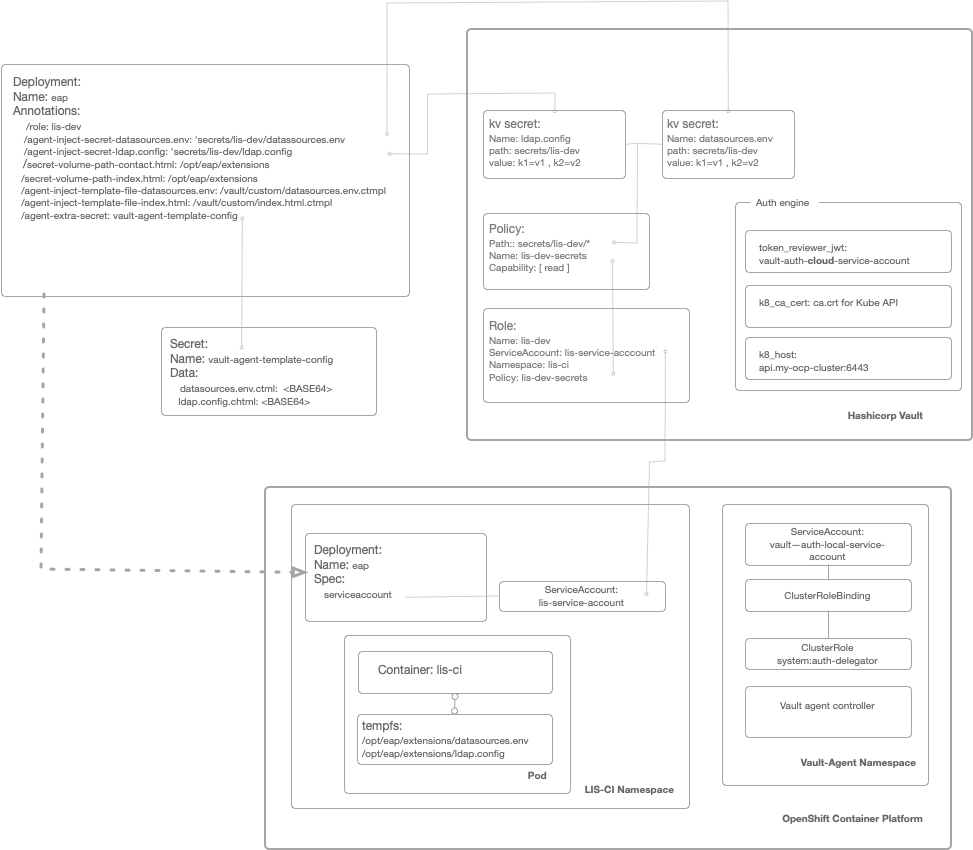 Deployment:
Name: eap
Annotations:
/role: lis-dev
/agent-inject-secret-datasources.env: 'secrets/lis-dev/datassources.env
/agent-inject-secret-ldap.config: 'secrets/lis-dev/ldap.config
/secret-volume-path-contact.html: /opt/eap/extensions
/secret-volume-path-index.html: /opt/eap/extensions
/agent-inject-template-file-datasources.env: /vault/custom/datasources.env.ctmpl
/agent-inject-template-file-index.html: /vault/custom/index.html.ctmpl
/agent-extra-secret: vault-agent-template-config
Secret:
Name: vault-agent-template-config
Data:
datasources.env.ctml: <BASE64>
ldap.config.chtml: <BASE64>
kv secret:
Name: ldap.config
path: secrets/lis-dev
value: k1=v1 , k2=v2
kv secret:
Name: datasources.env
path: secrets/lis-dev
value: k1=v1 , k2=v2
Policy:
Path:: secrets/lis-dev/*
Name: lis-dev-secrets
Capability: [ read ]
Role:
Name: lis-dev
ServiceAccount: lis-service-acccount
Namespace: lis-ci
Policy: lis-dev-secrets
Auth engine
token_reviewer_jwt:
vault-auth-cloud-service-account
k8_ca_cert: ca.crt for Kube API
k8_host:
api.my-ocp-cluster:6443
Hashicorp Vault
Deployment:
Name: eap
Spec:
serviceaccount
ServiceAccount:
lis-service-account
Container: lis-ci
tempfs:
/opt/eap/extensions/datasources.env
/opt/eap/extensions/ldap.config
Pod
LIS-CI Namespace
ServiceAccount:
vault—auth-local-service-
account
ClusterRoleBinding
ClusterRole
system:auth-delegator
Vault agent controller
Vault-Agent Namespace
OpenShift Container Platform